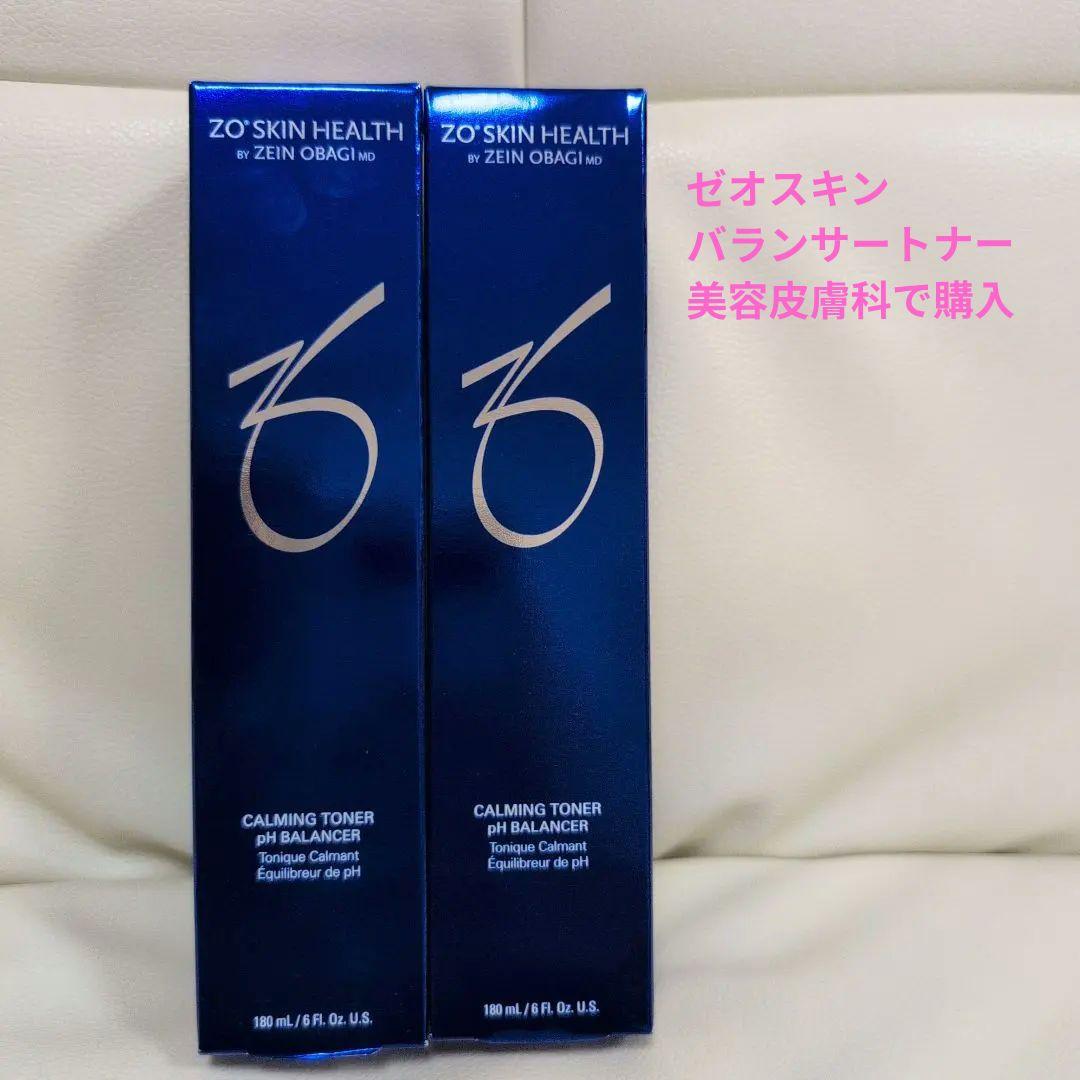 ZO® SKIN HEALTH
BY ZEIN OBAGI MD
CALMING TONER
pH BALANCER
Tonique Calmant
Équilibreur de pH
180 mL / 6 Fl. Oz. U.S.
ZO® SKIN HEALTH
BY ZEIN OBAGI MD
CALMING TONER
pH BALANCER
Tonique Calmant
Équilibreur de pH
180 mL / 6 Fl. Oz. U.S.
ゼオスキン
バランサートナー
美容皮膚科で購入